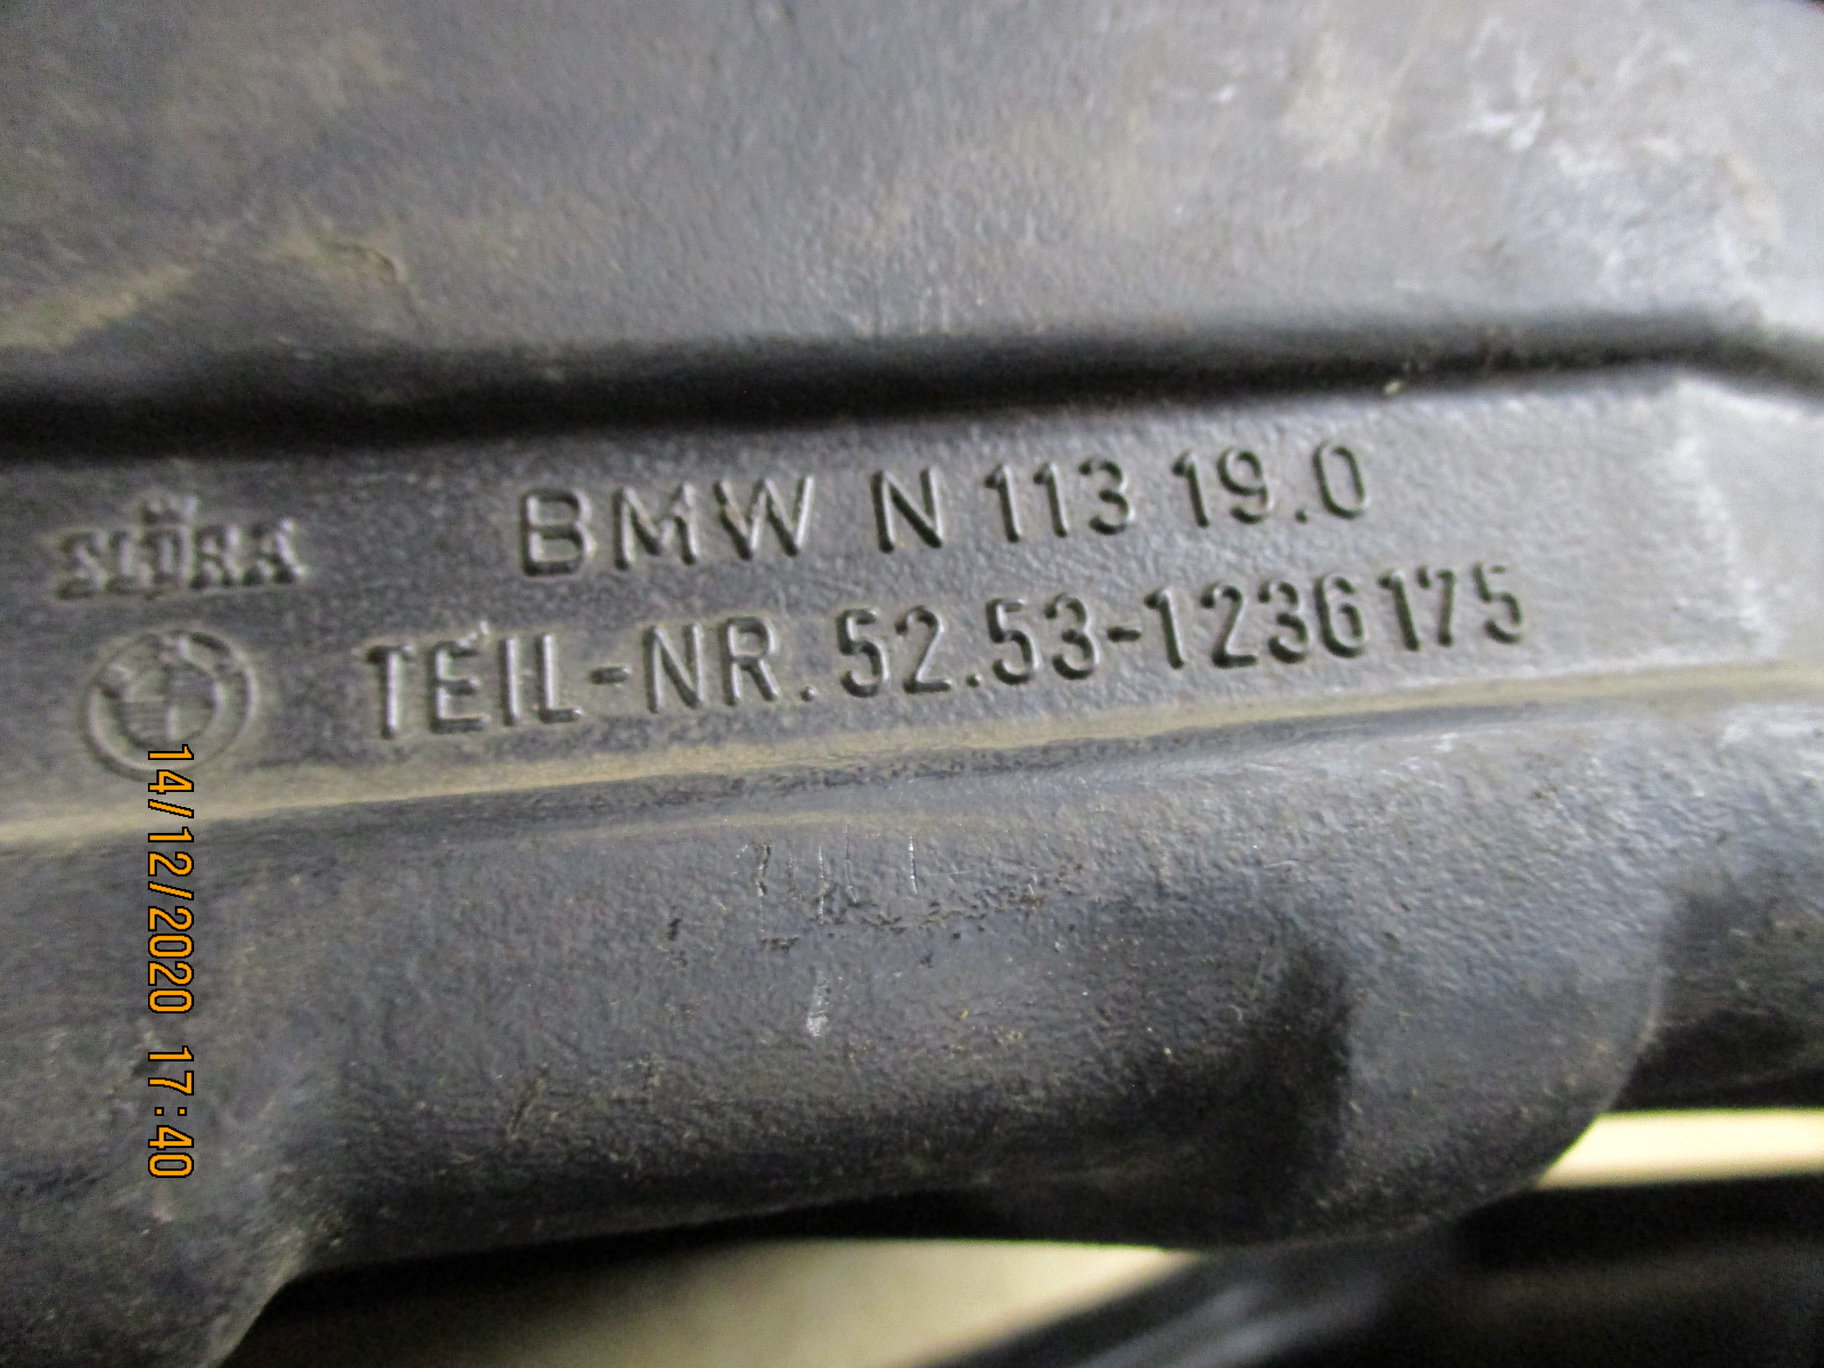 BMW N 113 19.0
TEIL-NR. 52.53-1236175
14/12/2020 17:40